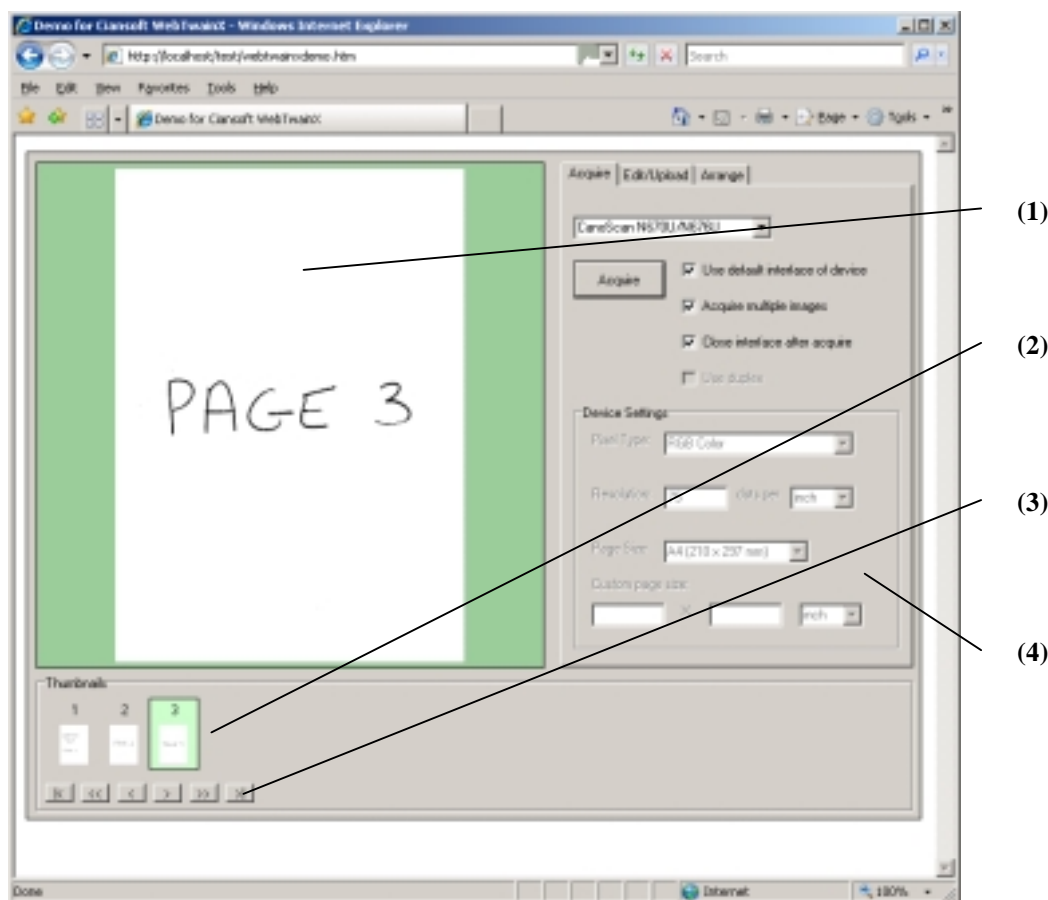 Demo for Ciansoft WebTwainX - Windows Internet Explorer
http://localhost/test/webtwainxdemo.htm
Search
File Edit View Favorites Tools Help
Demo for Ciansoft WebTwainX
Page Tools
Acquire Edit/Upload Arrange
(1)
CanoScan N670U/N676U
Acquire
Use default interface of device
Acquire multiple images
Close interface after acquire
(2)
Use duplex
PAGE 3
Device Settings
Pixel Type: RGB Color
Resolution: dots per inch
(3)
Page Size: A4 (210 x 297 mm)
Custom page size:
X inch
(4)
Thumbnails
1 2 3
|< << < > >> >|
Done
Internet
100%